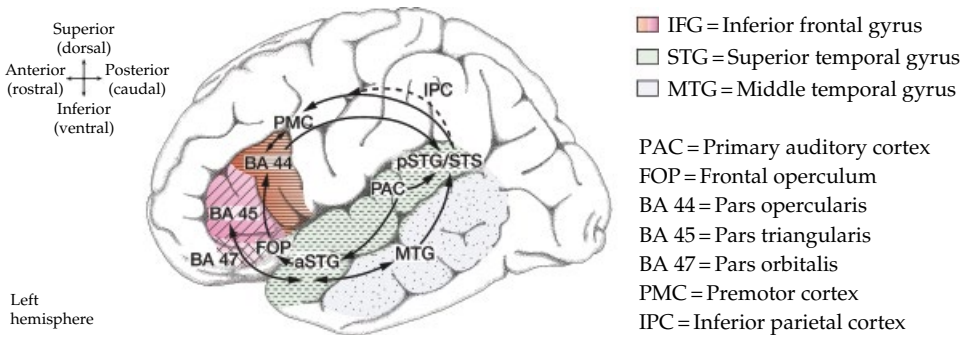 Superior
(dorsal)
Anterior
(rostral)
Posterior
(caudal)
Inferior
(ventral)
IPC
PMC
BA 44
pSTG/STS
PAC
BA 45
FOP
BA 47
aSTG
MTG
Left
hemisphere
IFG = Inferior frontal gyrus
STG = Superior temporal gyrus
MTG = Middle temporal gyrus
PAC = Primary auditory cortex
FOP = Frontal operculum
BA 44 = Pars opercularis
BA 45 = Pars triangularis
BA 47 = Pars orbitalis
PMC = Premotor cortex
IPC = Inferior parietal cortex